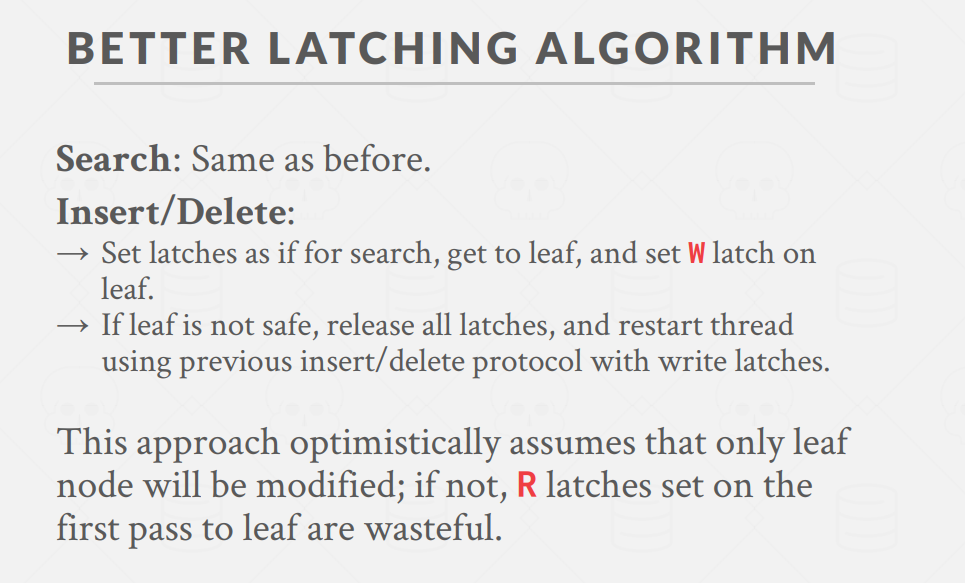 BETTER LATCHING ALGORITHM
Search: Same as before.
Insert/Delete:
→ Set latches as if for search, get to leaf, and set W latch on
leaf.
→ If leaf is not safe, release all latches, and restart thread
using previous insert/delete protocol with write latches.
This approach optimistically assumes that only leaf
node will be modified; if not, R latches set on the
first pass to leaf are wasteful.